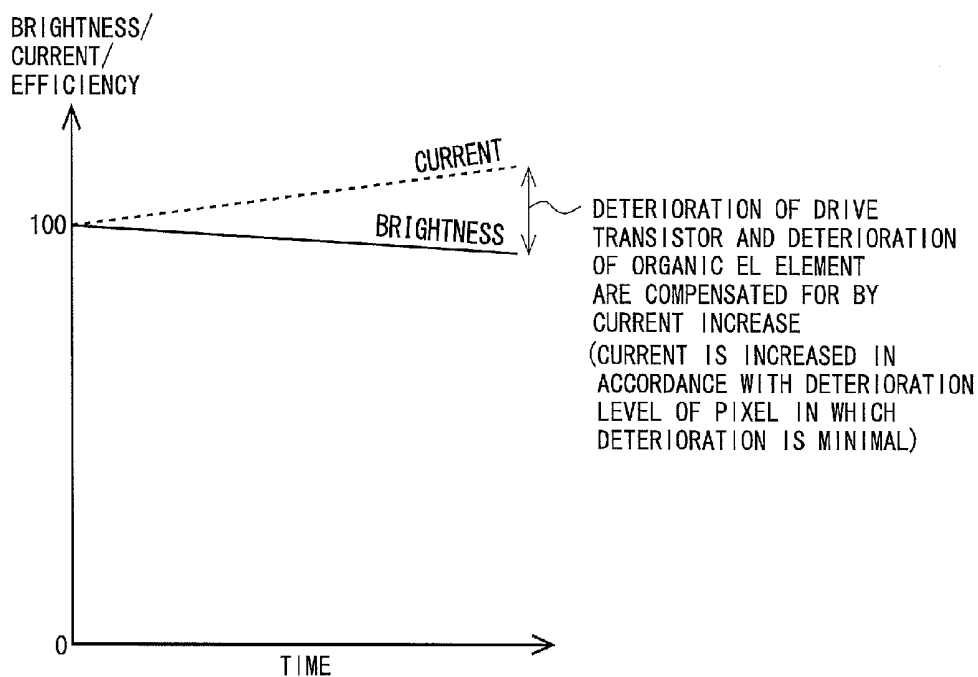 BRIGHTNESS/
CURRENT/
EFFICIENCY
CURRENT
100
BRIGHTNESS
DETERIORATION OF DRIVE
TRANSISTOR AND DETERIORATION
OF ORGANIC EL ELEMENT
ARE COMPENSATED FOR BY
CURRENT INCREASE
(CURRENT IS INCREASED IN
ACCORDANCE WITH DETERIORATION
LEVEL OF PIXEL IN WHICH
DETERIORATION IS MINIMAL)
0
TIME